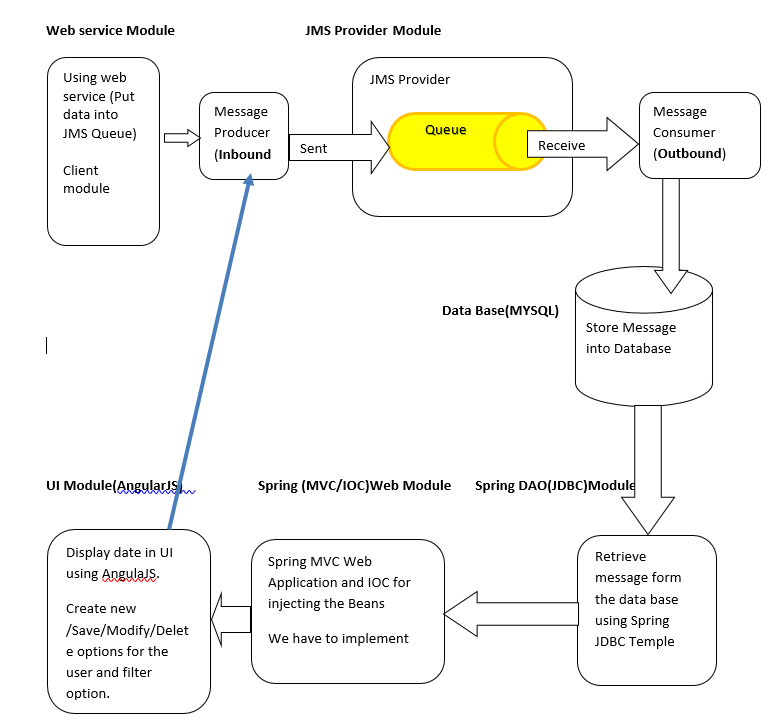 Web service Module
JMS Provider Module
Using web
service (Put
data into
JMS Queue)
Client
module
Message
Producer
(Inbound
Sent
JMS Provider
Queue
Receive
Message
Consumer
(Outbound)
Data Base(MYSQL)
Store Message
into Database
UI Module(AngularJS)
Spring (MVC/IOC)Web Module
Spring DAO(JDBC)Module
Display date in UI
using AngulaJS.
Create new
/Save/Modify/Delet
e options for the
user and filter
option.
Spring MVC Web
Application and IOC for
injecting the Beans
We have to implement
Retrieve
message form
the data base
using Spring
JDBC Temple